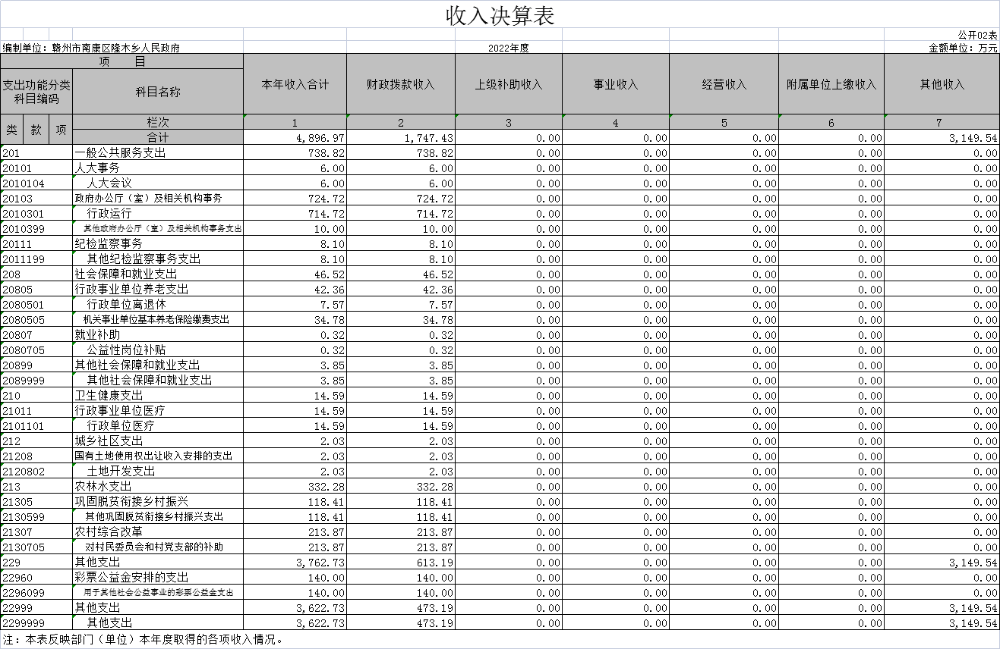 收入决算表
公开02表
编制单位：赣州市南康区隆木乡人民政府 2022年度 金额单位：万元
项 目 本年收入合计 财政拨款收入 上级补助收入 事业收入 经营收入 附属单位上缴收入 其他收入
支出功能分类科目编码 科目名称
类 款 项 栏次 1 2 3 4 5 6 7
合计 4,896.97 1,747.43 0.00 0.00 0.00 0.00 3,149.54
201 一般公共服务支出 738.82 738.82 0.00 0.00 0.00 0.00 0.00
20101 人大事务 6.00 6.00 0.00 0.00 0.00 0.00 0.00
2010104 人大会议 6.00 6.00 0.00 0.00 0.00 0.00 0.00
20103 政府办公厅（室）及相关机构事务 724.72 724.72 0.00 0.00 0.00 0.00 0.00
2010301 行政运行 714.72 714.72 0.00 0.00 0.00 0.00 0.00
2010399 其他政府办公厅（室）及相关机构事务支出 10.00 10.00 0.00 0.00 0.00 0.00 0.00
20111 纪检监察事务 8.10 8.10 0.00 0.00 0.00 0.00 0.00
2011199 其他纪检监察事务支出 8.10 8.10 0.00 0.00 0.00 0.00 0.00
208 社会保障和就业支出 46.52 46.52 0.00 0.00 0.00 0.00 0.00
20805 行政事业单位养老支出 42.36 42.36 0.00 0.00 0.00 0.00 0.00
2080501 行政单位离退休 7.57 7.57 0.00 0.00 0.00 0.00 0.00
2080505 机关事业单位基本养老保险缴费支出 34.78 34.78 0.00 0.00 0.00 0.00 0.00
20807 就业补助 0.32 0.32 0.00 0.00 0.00 0.00 0.00
2080705 公益性岗位补贴 0.32 0.32 0.00 0.00 0.00 0.00 0.00
20899 其他社会保障和就业支出 3.85 3.85 0.00 0.00 0.00 0.00 0.00
2089999 其他社会保障和就业支出 3.85 3.85 0.00 0.00 0.00 0.00 0.00
210 卫生健康支出 14.59 14.59 0.00 0.00 0.00 0.00 0.00
21011 行政事业单位医疗 14.59 14.59 0.00 0.00 0.00 0.00 0.00
2101101 行政单位医疗 14.59 14.59 0.00 0.00 0.00 0.00 0.00
212 城乡社区支出 2.03 2.03 0.00 0.00 0.00 0.00 0.00
21208 国有土地使用权出让收入安排的支出 2.03 2.03 0.00 0.00 0.00 0.00 0.00
2120802 土地开发支出 2.03 2.03 0.00 0.00 0.00 0.00 0.00
213 农林水支出 332.28 332.28 0.00 0.00 0.00 0.00 0.00
21305 巩固脱贫衔接乡村振兴 118.41 118.41 0.00 0.00 0.00 0.00 0.00
2130599 其他巩固脱贫衔接乡村振兴支出 118.41 118.41 0.00 0.00 0.00 0.00 0.00
21307 农村综合改革 213.87 213.87 0.00 0.00 0.00 0.00 0.00
2130705 对村民委员会和村党支部的补助 213.87 213.87 0.00 0.00 0.00 0.00 0.00
229 其他支出 3,762.73 613.19 0.00 0.00 0.00 0.00 3,149.54
22960 彩票公益金安排的支出 140.00 140.00 0.00 0.00 0.00 0.00 0.00
2296099 用于其他社会公益事业的彩票公益金支出 140.00 140.00 0.00 0.00 0.00 0.00 0.00
22999 其他支出 3,622.73 473.19 0.00 0.00 0.00 0.00 3,149.54
2299999 其他支出 3,622.73 473.19 0.00 0.00 0.00 0.00 3,149.54
注：本表反映部门（单位）本年度取得的各项收入情况。